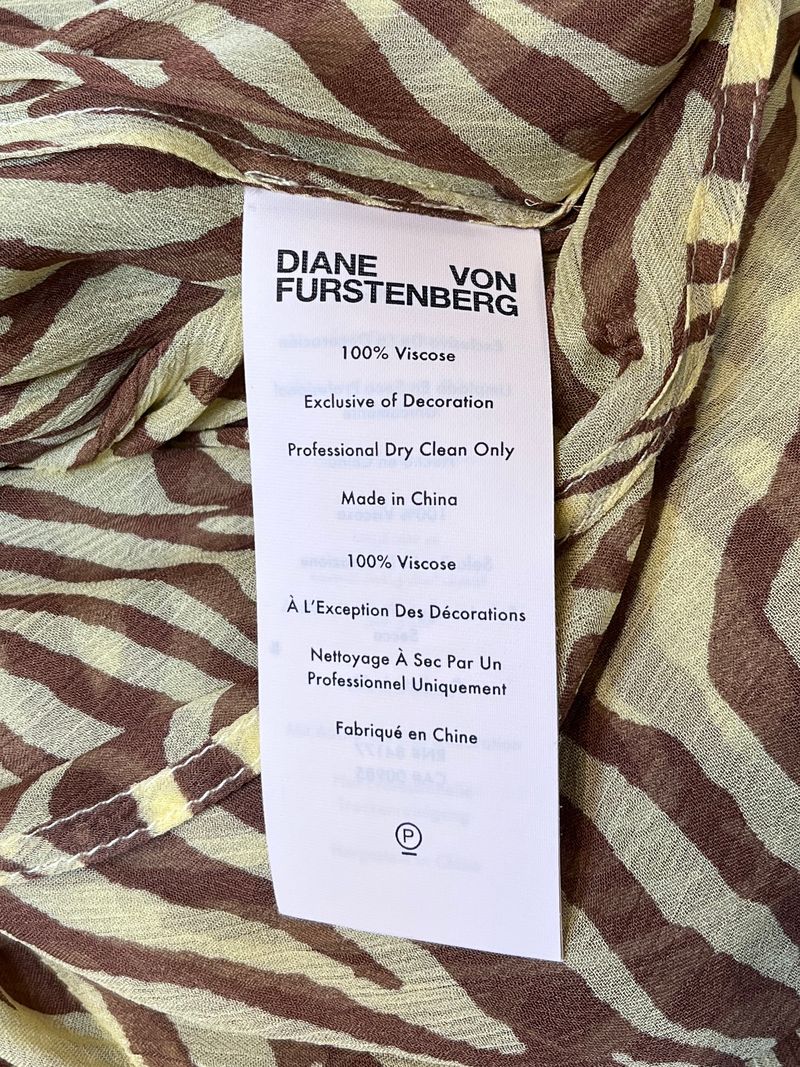 DIANE VON
FURSTENBERG
100% Viscose
Exclusive of Decoration
Professional Dry Clean Only
Made in China
100% Viscose
À L'Exception Des Décorations
Nettoyage À Sec Par Un
Professionnel Uniquement
Fabriqué en Chine
P